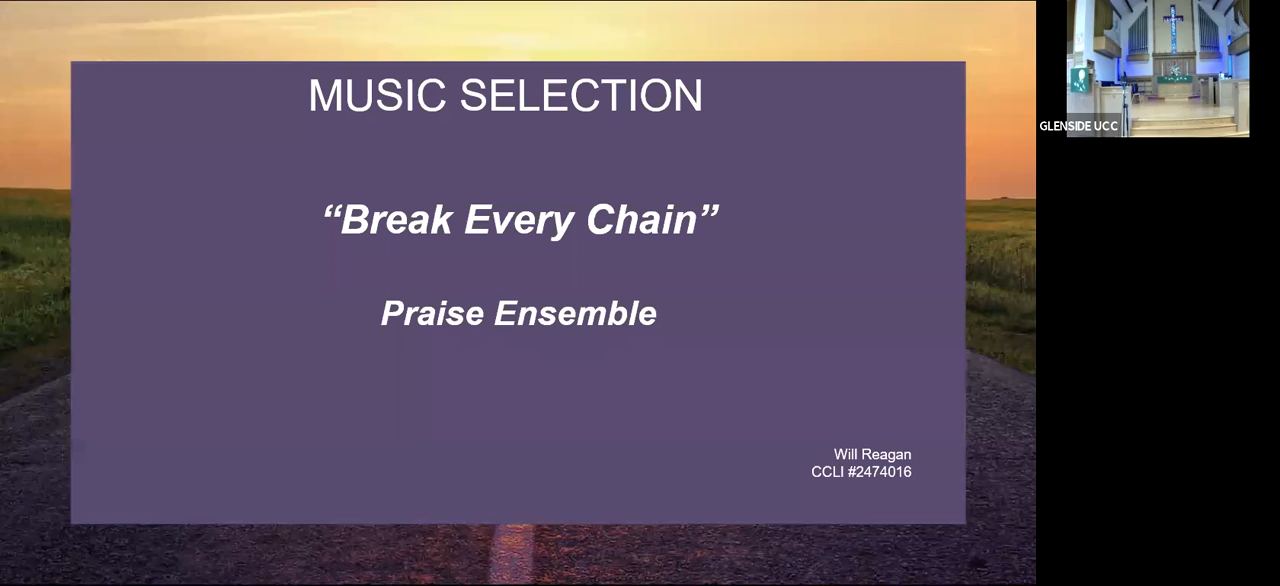 MUSIC SELECTION
“Break Every Chain”
Praise Ensemble
Will Reagan
CCLI #2474016
GLENSIDE UCC